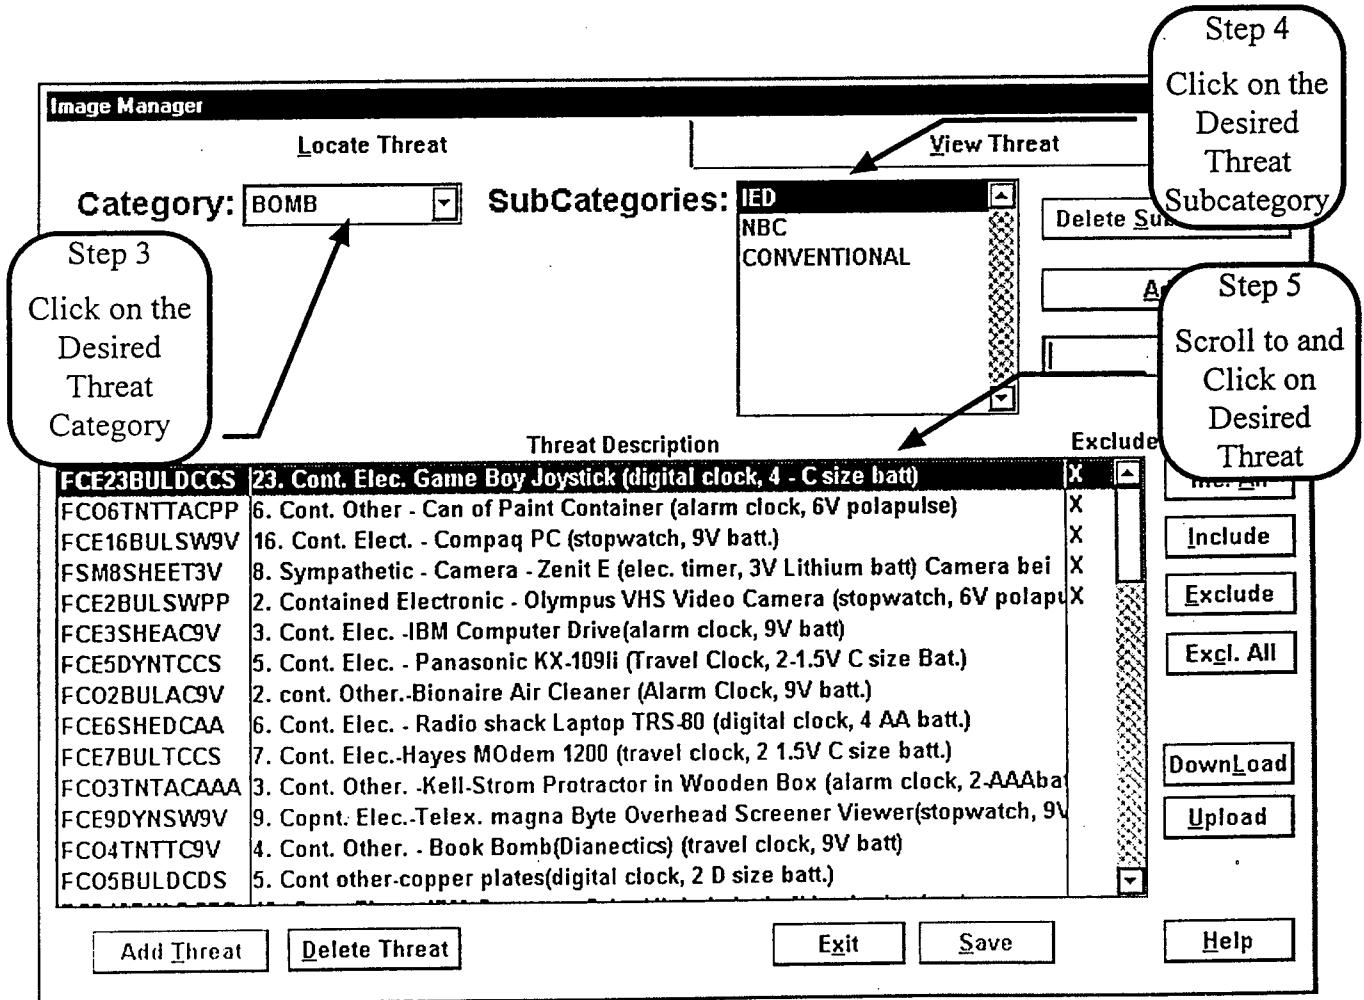 Step 4
Click on the
Desired
Threat
Subcategory
Image Manager
Locate Threat
View Threat
Category: BOMB
SubCategories:
IED
NBC
CONVENTIONAL
Delete
Step 3
Click on the
Desired
Threat
Category
Step 5
Scroll to and
Click on
Desired
Threat
Threat Description
Exclude
FCE23BULDCCS 23. Cont. Elec. Game Boy Joystick (digital clock, 4 - C size batt) X
FCO6TNTTACPP 6. Cont. Other - Can of Paint Container (alarm clock, 6V polapulse) X
FCE16BULSW9V 16. Cont. Elect. - Compaq PC (stopwatch, 9V batt.) X
FSM8SHEET3V 8. Sympathetic - Camera - Zenit E (elec. timer, 3V Lithium batt) Camera bei X
FCE2BULSWPP 2. Contained Electronic - Olympus VHS Video Camera (stopwatch, 6V polapu X
FCE3SHEAC9V 3. Cont. Elec. -IBM Computer Drive(alarm clock, 9V batt)
FCE5DYNTCCS 5. Cont. Elec. - Panasonic KX-109li (Travel Clock, 2-1.5V C size Bat.)
FCO2BULAC9V 2. cont. Other.-Bionaire Air Cleaner (Alarm Clock, 9V batt.)
FCE6SHEDCAA 6. Cont. Elec. - Radio shack Laptop TRS-80 (digital clock, 4 AA batt.)
FCE7BULTCCS 7. Cont. Elec.-Hayes MOdem 1200 (travel clock, 2 1.5V C size batt.)
FCO3TNTACAAA 3. Cont. Other. -Kell-Strom Protractor in Wooden Box (alarm clock, 2-AAAbat
FCE9DYNSW9V 9. Copnt. Elec.-Telex. magna Byte Overhead Screener Viewer(stopwatch, 9V
FCO4TNTTC9V 4. Cont. Other. - Book Bomb(Dianectics) (travel clock, 9V batt)
FCO5BULDCDS 5. Cont other-copper plates(digital clock, 2 D size batt.)
Include
Exclude
Excl. All
DownLoad
Upload
Add Threat
Delete Threat
Exit
Save
Help